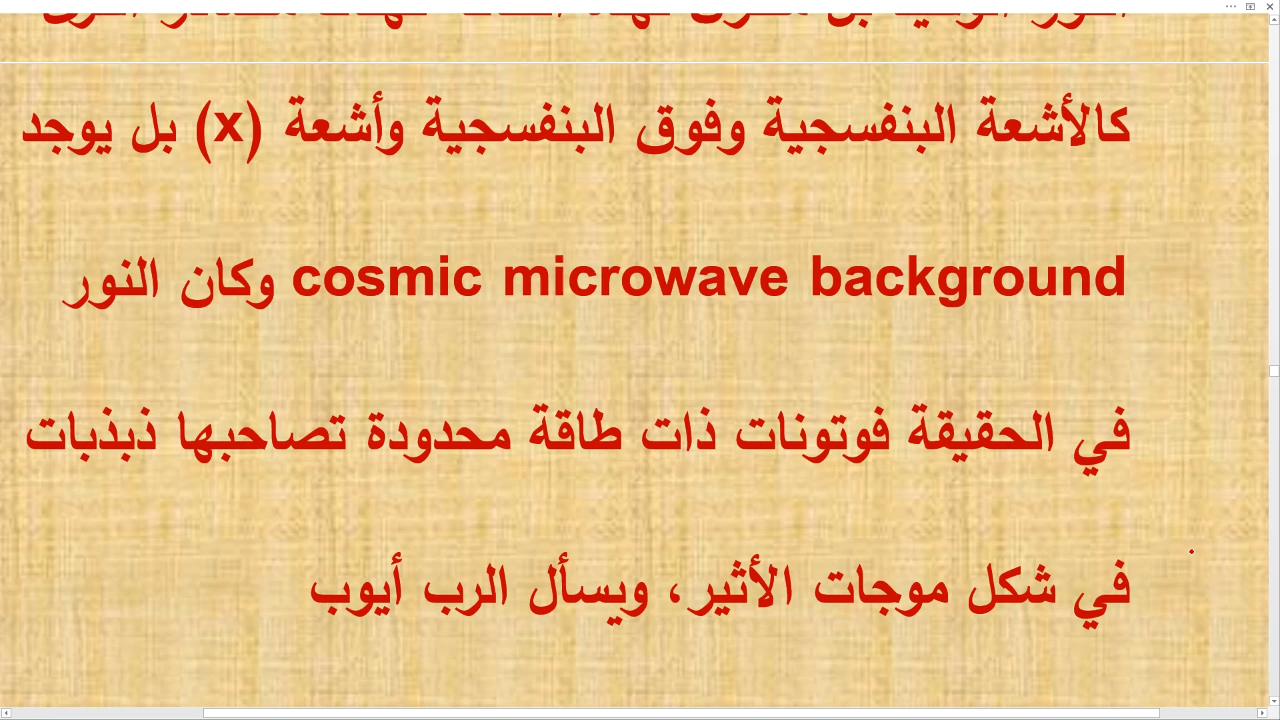 كالأشعة البنفسجية وفوق البنفسجية وأشعة (x) بل يوجد
cosmic microwave background وكان النور
في الحقيقة فوتونات ذات طاقة محدودة تصاحبها ذبذبات
في شكل موجات الأثير، ويسأل الرب أيوب